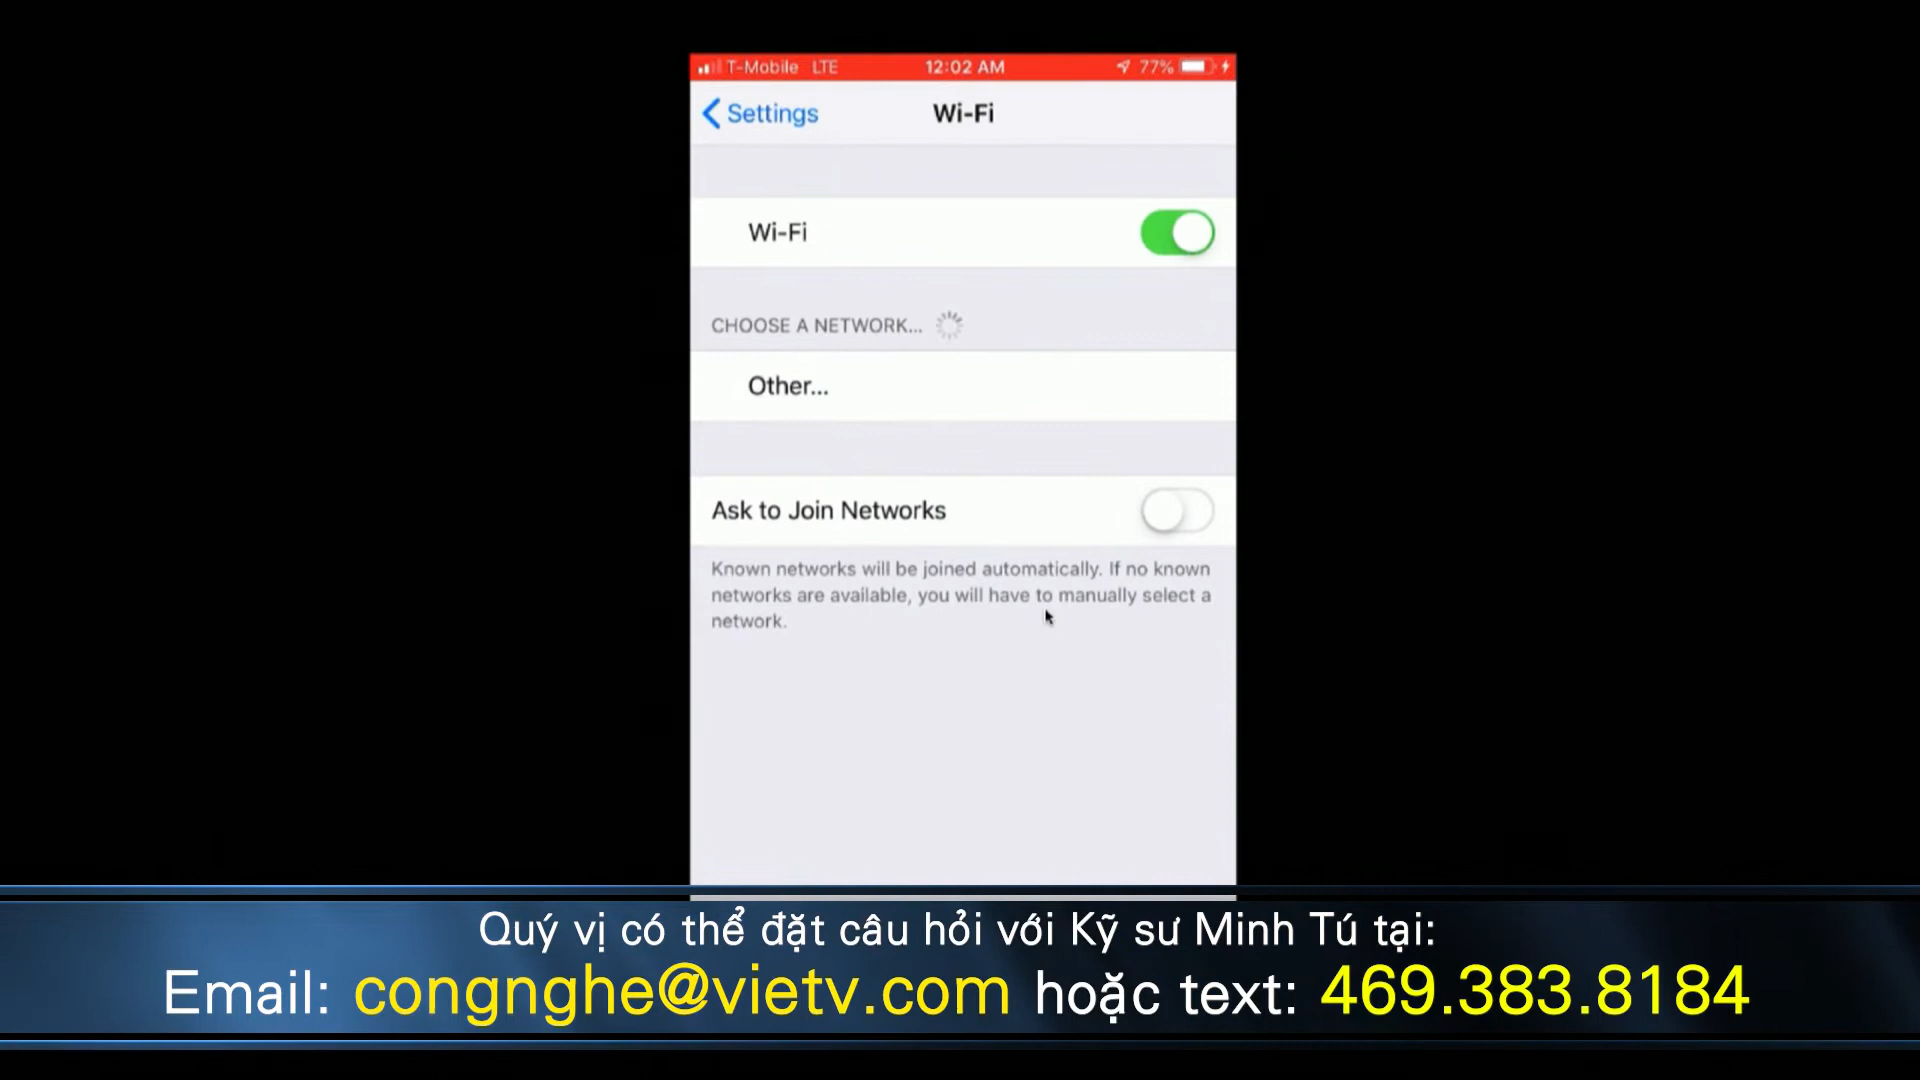 T-Mobile LTE 12:02 AM 77%
Settings Wi-Fi
Wi-Fi
CHOOSE A NETWORK...
Other...
Ask to Join Networks
Known networks will be joined automatically. If no known
networks are available, you will have to manually select a
network.
Quý vị có thể đặt câu hỏi với Kỹ sư Minh Tú tại:
Email: congnghe@vietv.com hoặc text: 469.383.8184